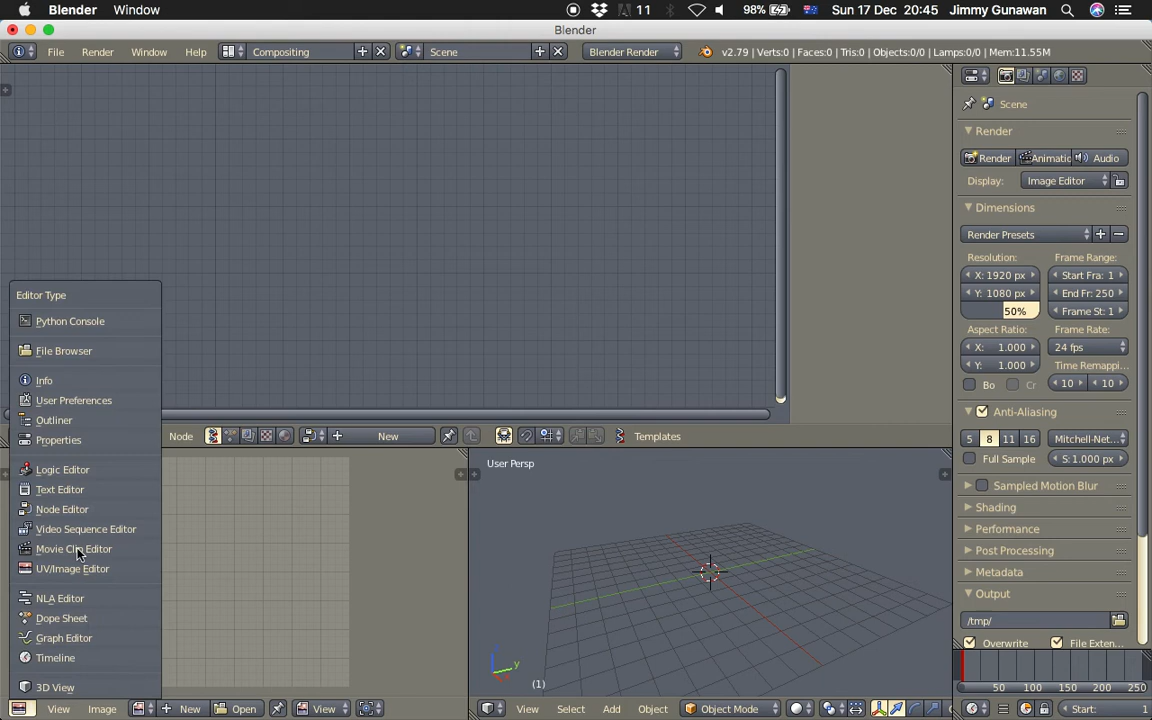 Blender Window 11 98% Sun 17 Dec 20:45 Jimmy Gunawan
Blender
File Render Window Help Compositing Scene Blender Render v2.79 | Verts:0 | Faces:0 | Tris:0 | Objects:0/0 | Lamps:0/0 | Mem:11.55M
Scene
Render
Render Animatic Audio
Display: Image Editor
Dimensions
Render Presets
Resolution: Frame Range:
X: 1920 px Start Fra: 1
Y: 1080 px End Fr: 250
50% Frame St: 1
Aspect Ratio: Frame Rate:
X: 1.000 24 fps
Y: 1.000 Time Remappi...
Bo Cr 10 10
Anti-Aliasing
5 8 11 16 Mitchell-Net...
Full Sample S: 1.000 px
Sampled Motion Blur
Shading
Performance
Post Processing
Metadata
Output
/tmp/
Overwrite File Exten...
50 100 150 200 250
Start: 1
Editor Type
Python Console
File Browser
Info
User Preferences
Outliner
Properties
Logic Editor
Text Editor
Node Editor
Video Sequence Editor
Movie Clip Editor
UV/Image Editor
NLA Editor
Dope Sheet
Graph Editor
Timeline
3D View
Node New Templates
User Persp
z
y
(1)
View Image New Open View
View Select Add Object Object Mode